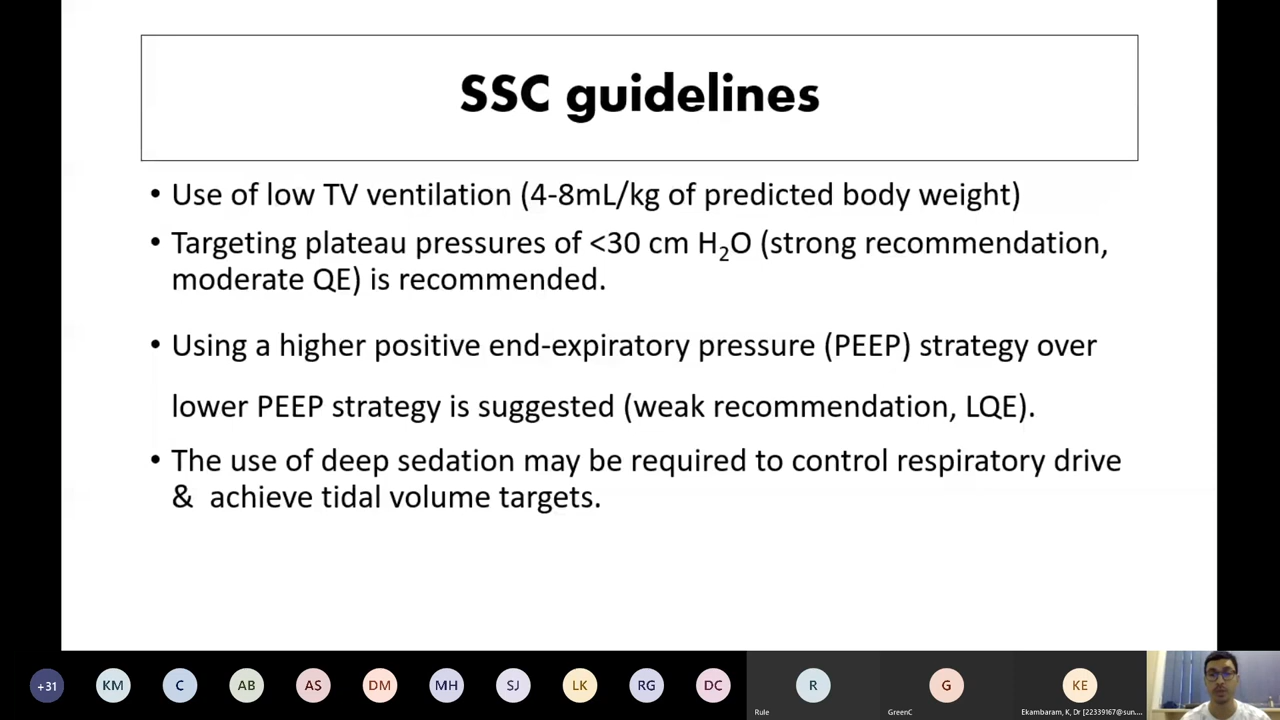 SSC guidelines
• Use of low TV ventilation (4-8mL/kg of predicted body weight)
• Targeting plateau pressures of <30 cm H₂O (strong recommendation,
moderate QE) is recommended.
• Using a higher positive end-expiratory pressure (PEEP) strategy over
lower PEEP strategy is suggested (weak recommendation, LQE).
• The use of deep sedation may be required to control respiratory drive
&  achieve tidal volume targets.
+31 KM C AB AS DM MH SJ LK RG DC R G KE
Rule GreenC Ekambaram, K, Dr [22339167@sun....